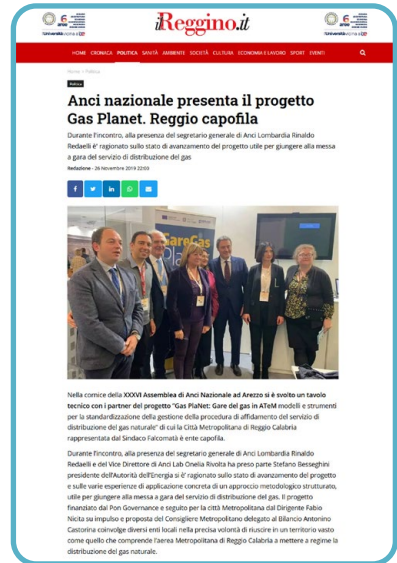 ilReggino.it
HOME CRONACA POLITICA SANITÀ AMBIENTE SOCIETÀ CULTURA ECONOMIA E LAVORO SPORT EVENTI
Home > Politica
Politica
Anci nazionale presenta il progetto
Gas Planet. Reggio capofila
Durante l'incontro, alla presenza del segretario generale di Anci Lombardia Rinaldo
Redaelli è' ragionato sullo stato di avanzamento del progetto utile per giungere alla messa
a gara del servizio di distribuzione del gas
Redazione - 26 Novembre 2019 22:03
GareGas
Nella cornice della XXXVI Assemblea di Anci Nazionale ad Arezzo si è svolto un tavolo
tecnico con i partner del progetto "Gas PlaNet: Gare del gas in ATeM modelli e strumenti
per la standardizzazione della gestione della procedura di affidamento del servizio di
distribuzione del gas naturale" di cui la Città Metropolitana di Reggio Calabria
rappresentata dal Sindaco Falcomatà è ente capofila.
Durante l'incontro, alla presenza del segretario generale di Anci Lombardia Rinaldo
Redaelli e del Vice Direttore di Anci Lab Onelia Rivolta ha preso parte Stefano Besseghini
presidente dell'Autorità dell'Energia si è' ragionato sullo stato di avanzamento del progetto
e sulle varie esperienze di applicazione concreta di un approccio metodologico strutturato,
utile per giungere alla messa a gara del servizio di distribuzione del gas. Il progetto
finanziato dal Pon Governance e seguito per la città Metropolitana dal Dirigente Fabio
Nicita su impulso e proposta del Consigliere Metropolitano delegato al Bilancio Antonino
Castorina coinvolge diversi enti locali nella precisa volontà di riuscire in un territorio vasto
come quello che comprende l'aerea Metropolitana di Reggio Calabria a mettere a regime la
distribuzione del gas naturale.